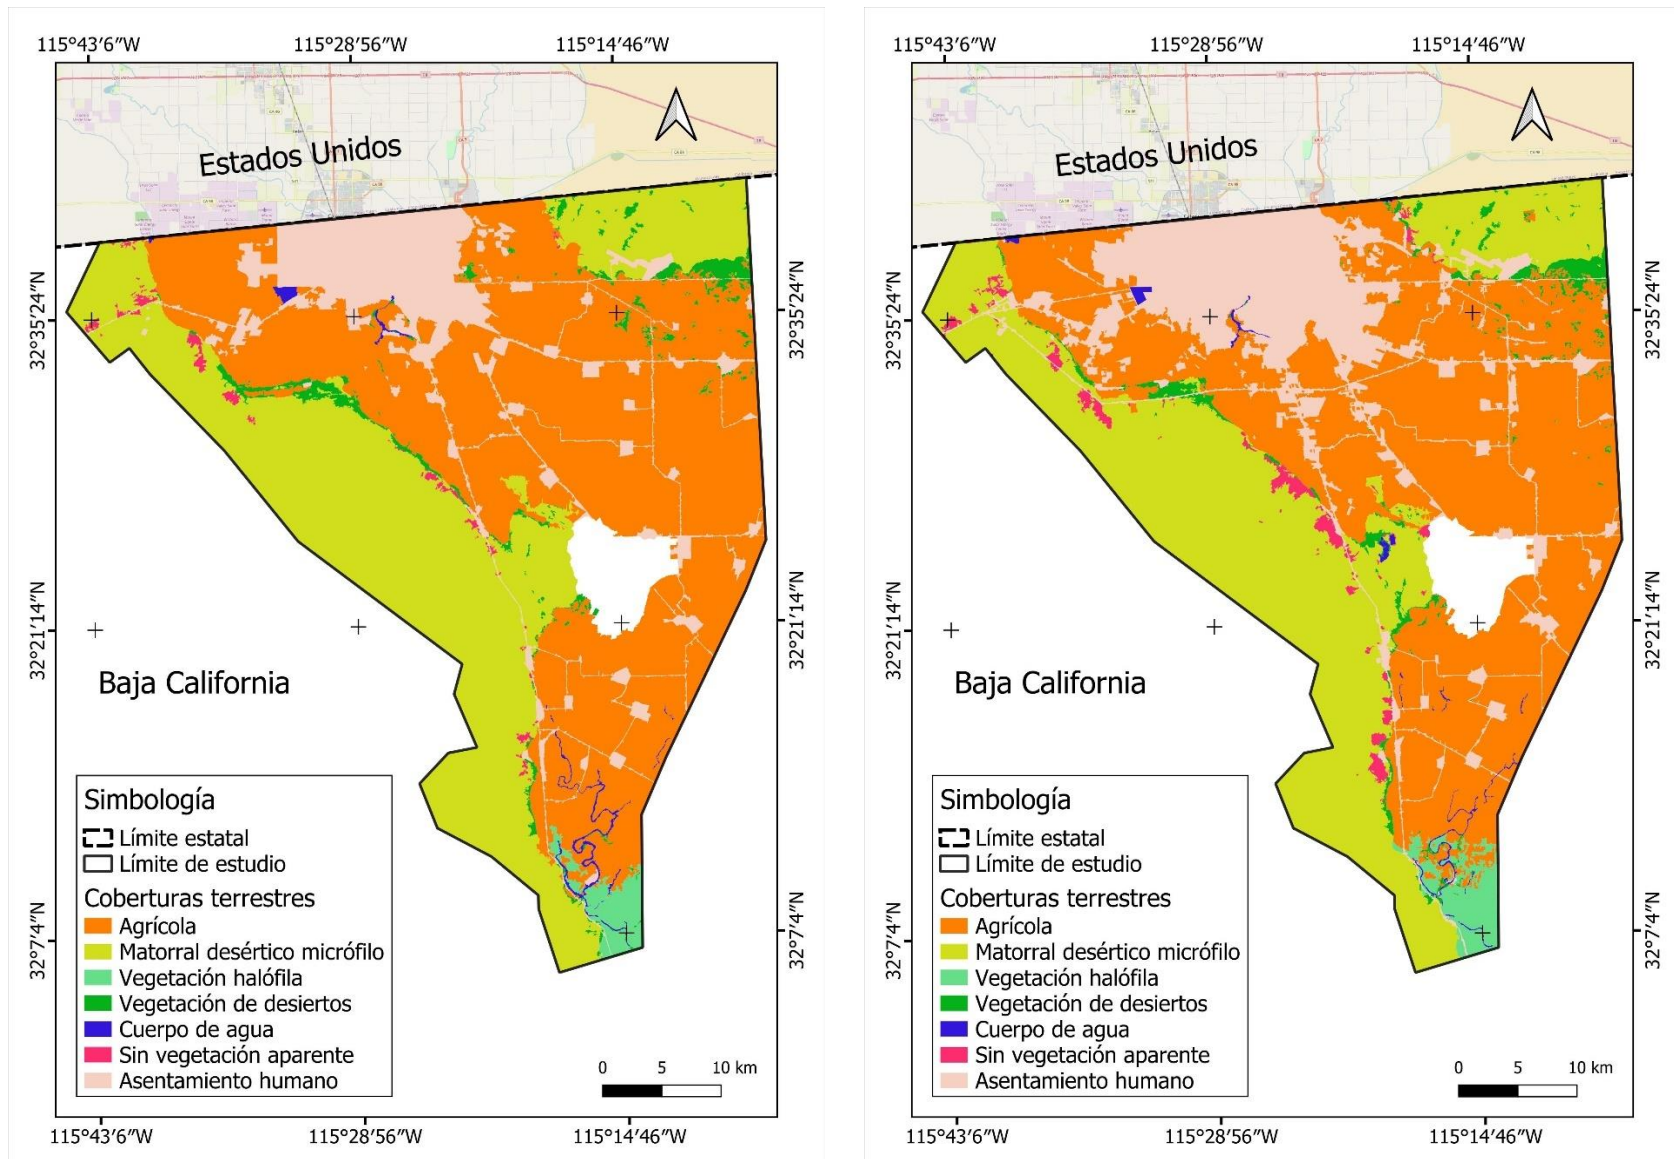 115°43′6″W 115°28′56″W 115°14′46″W
Estados Unidos
32°35′24″N
32°35′24″N
32°21′14″N
32°21′14″N
Baja California
32°7′4″N
32°7′4″N
Simbología
Límite estatal
Límite de estudio
Coberturas terrestres
Agrícola
Matorral desértico micrófilo
Vegetación halófila
Vegetación de desiertos
Cuerpo de agua
Sin vegetación aparente
Asentamiento humano
0 5 10 km
115°43′6″W 115°28′56″W 115°14′46″W
115°43′6″W 115°28′56″W 115°14′46″W
Estados Unidos
32°35′24″N
32°35′24″N
32°21′14″N
32°21′14″N
Baja California
32°7′4″N
32°7′4″N
Simbología
Límite estatal
Límite de estudio
Coberturas terrestres
Agrícola
Matorral desértico micrófilo
Vegetación halófila
Vegetación de desiertos
Cuerpo de agua
Sin vegetación aparente
Asentamiento humano
0 5 10 km
115°43′6″W 115°28′56″W 115°14′46″W